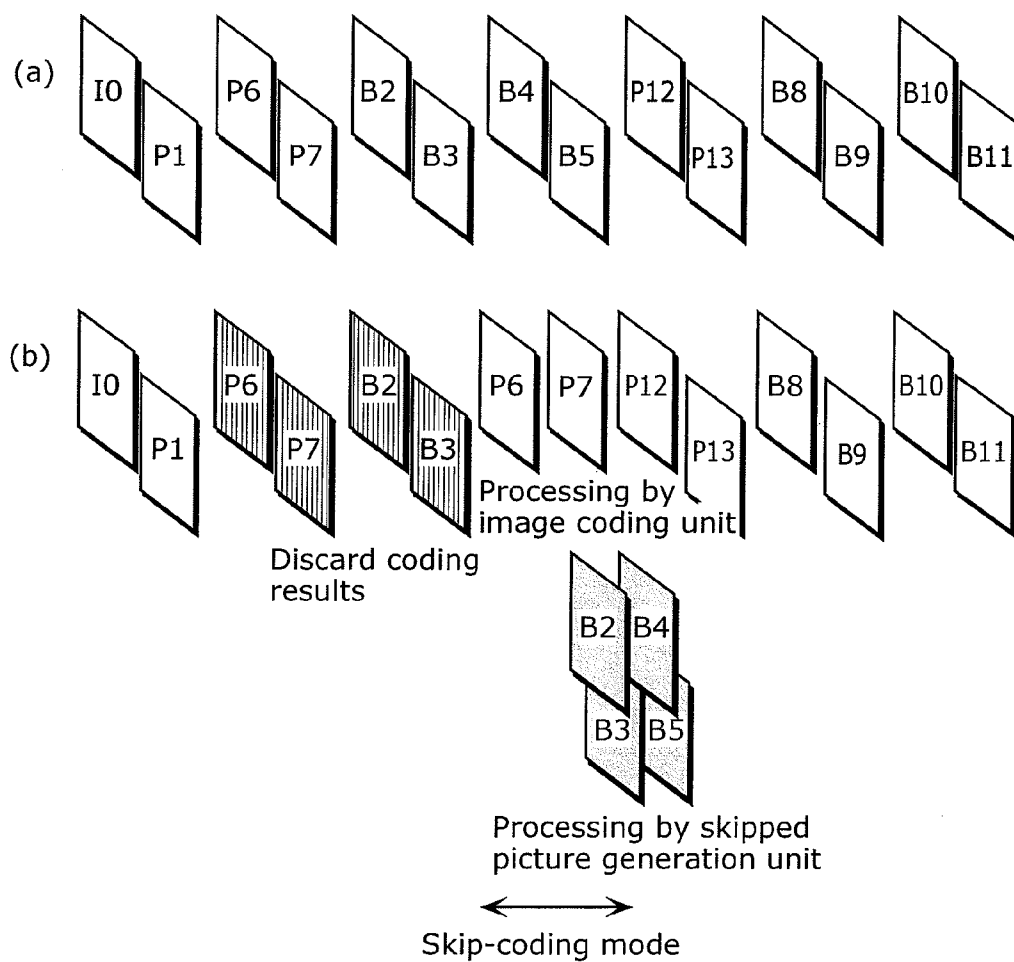 (a)
I0 P6 B2 B4 P12 B8 B10
P1 P7 B3 B5 P13 B9 B11
(b)
I0 P6 B2 P6 P7 P12 B8 B10
P1 P7 B3 P13 B9 B11
Processing by
image coding unit
Discard coding
results
B2 B4
B3 B5
Processing by skipped
picture generation unit
Skip-coding mode